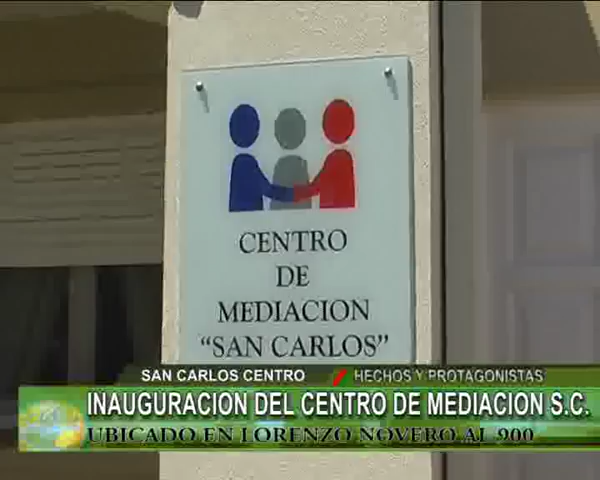 CENTRO
DE
MEDIACION
“SAN CARLOS”
SAN CARLOS CENTRO
HECHOS Y PROTAGONISTAS
INAUGURACION DEL CENTRO DE MEDIACION S.C.
UBICADO EN LORENZO NOVERO AL 900